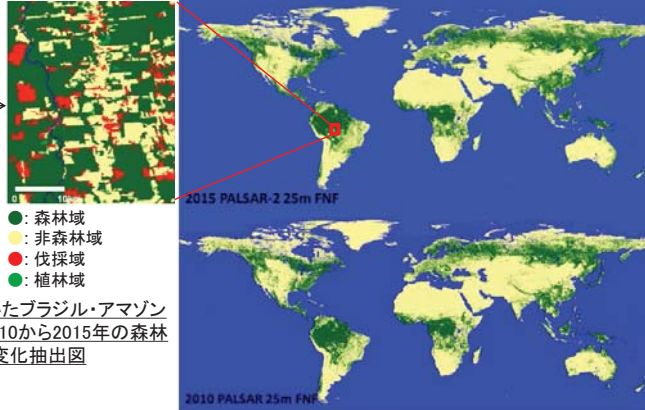 0
2015 PALSAR-2 25m FNF
●: 森林域
●: 非森林域
●: 伐採域
●: 植林域
たブラジル・アマゾン
10から2015年の森林
変化抽出図
2010 PALSAR 25m FNF